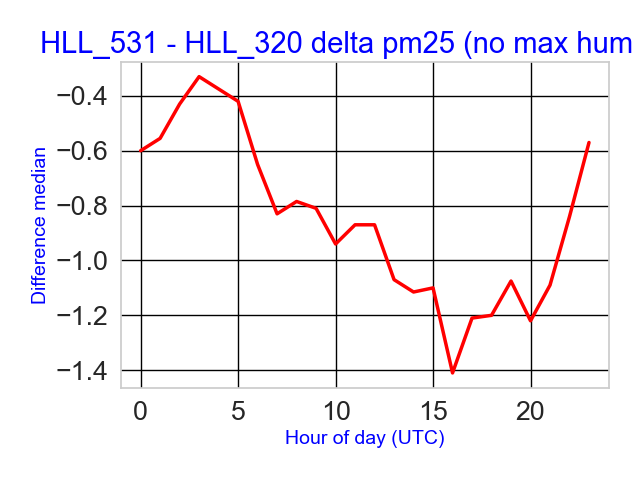 HLL_531 - HLL_320 delta pm25 (no max hum
Difference median
−0.4
−0.6
−0.8
−1.0
−1.2
−1.4
0 5 10 15 20
Hour of day (UTC)